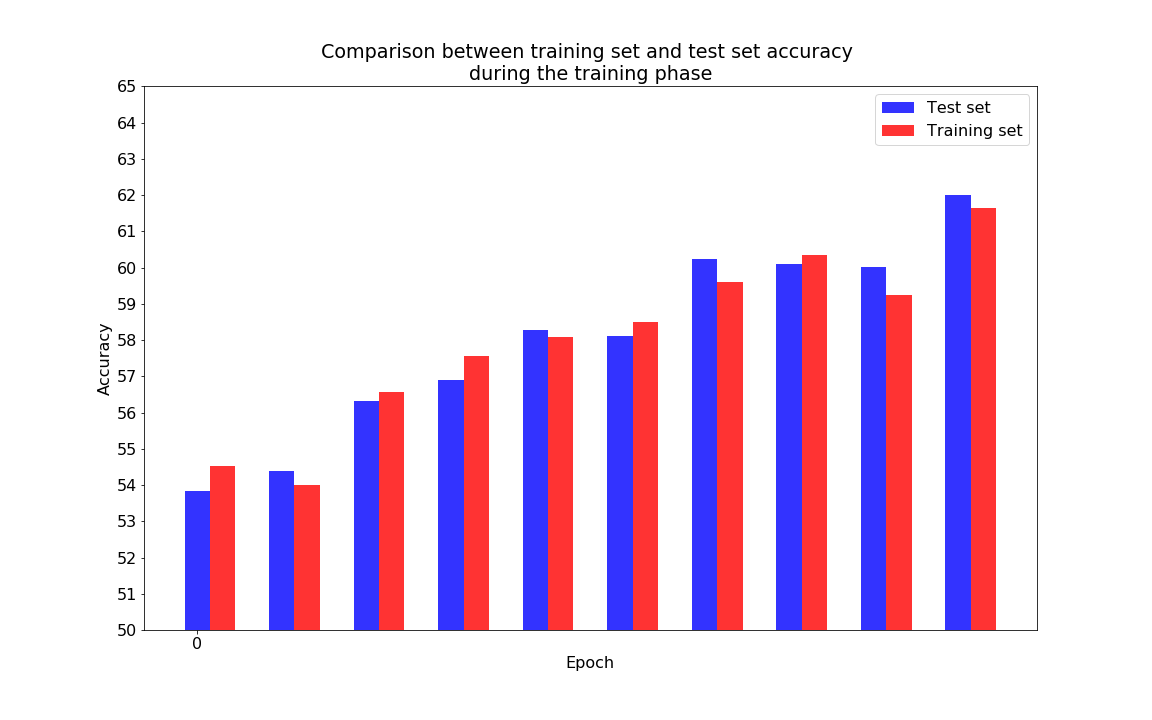 Comparison between training set and test set accuracy
during the training phase
65
64
63
62
61
60
59
58
57
56
55
54
53
52
51
50
Accuracy
Test set
Training set
0
Epoch